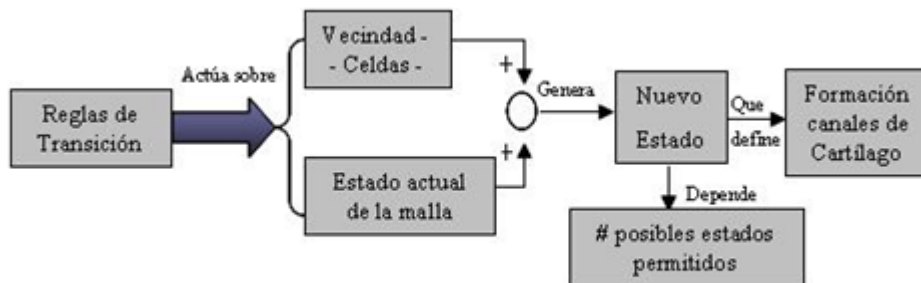 Reglas de
Transición
Actúa sobre
Vecindad -
- Celdas -
Estado actual
de la malla
+
+
Genera
Nuevo
Estado
Que
define
Formación
canales de
Cartílago
Depende
# posibles estados
permitidos